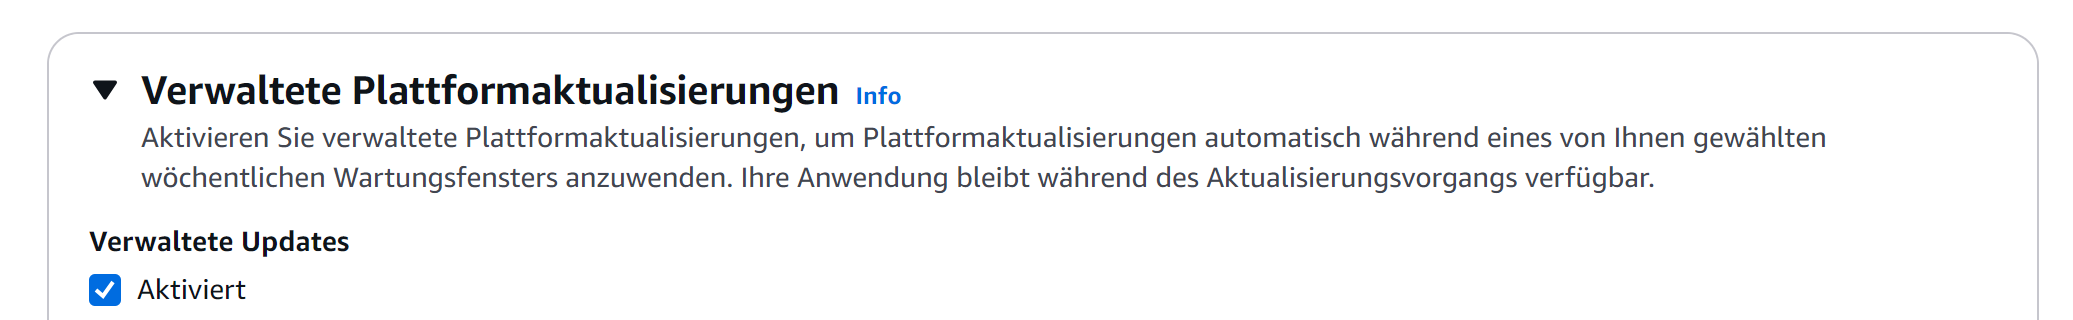 Verwaltete Plattformaktualisierungen Info
Aktivieren Sie verwaltete Plattformaktualisierungen, um Plattformaktualisierungen automatisch während eines von Ihnen gewählten
wöchentlichen Wartungsfensters anzuwenden. Ihre Anwendung bleibt während des Aktualisierungsvorgangs verfügbar.
Verwaltete Updates
Aktiviert